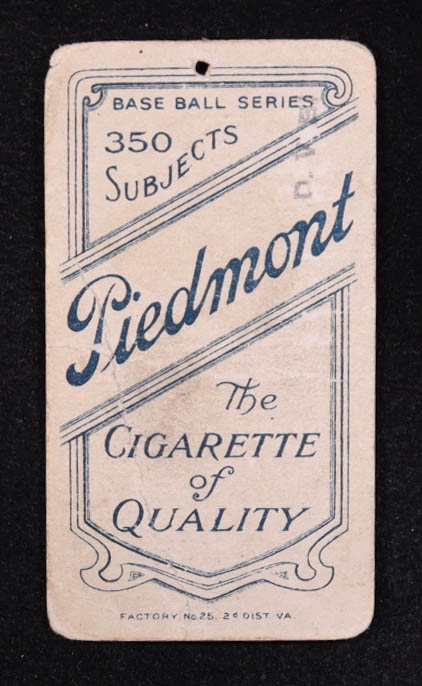 BASE BALL SERIES
350
SUBJECTS
Piedmont
The
CIGARETTE
of
QUALITY
FACTORY No. 25. 2d DIST. VA.